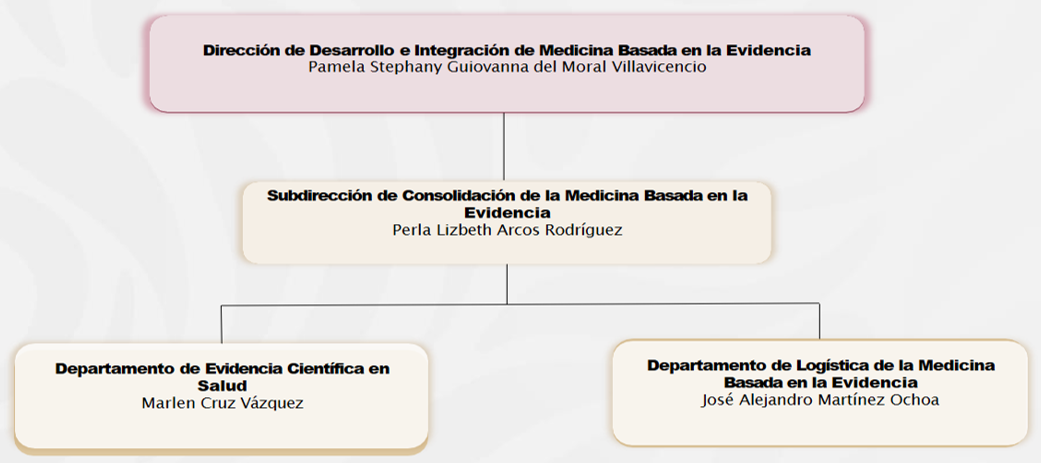 Dirección de Desarrollo e Integración de Medicina Basada en la Evidencia
Pamela Stephany Guiovanna del Moral Villavicencio
Subdirección de Consolidación de la Medicina Basada en la
Evidencia
Perla Lizbeth Arcos Rodríguez
Departamento de Evidencia Científica en
Salud
Marlen Cruz Vázquez
Departamento de Logística de la Medicina
Basada en la Evidencia
José Alejandro Martínez Ochoa